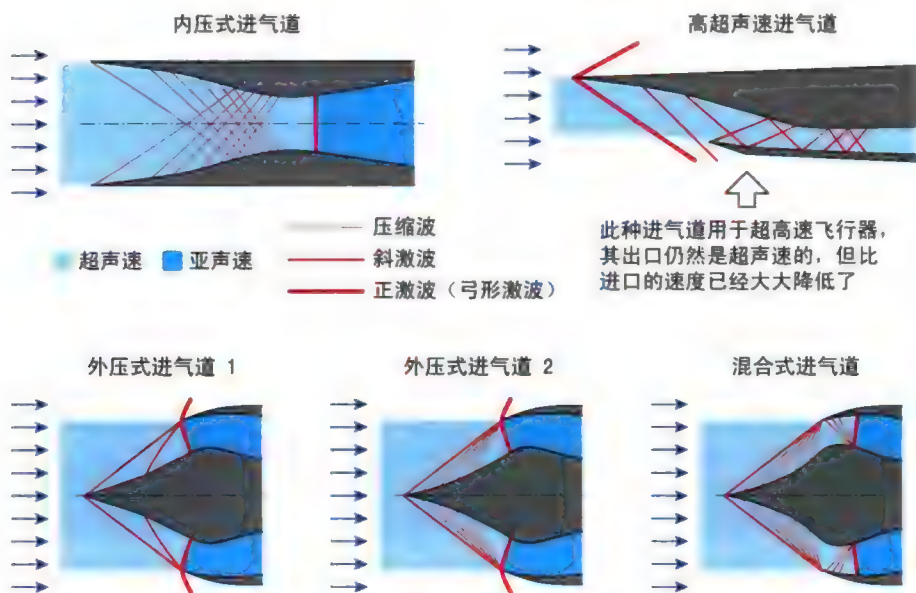 内压式进气道
高超声速进气道
压缩波
超声速 亚声速
斜激波
正激波（弓形激波）
此种进气道用于超高速飞行器，
其出口仍然是超声速的，但比
进口的速度已经大大降低了
外压式进气道 1
外压式进气道 2
混合式进气道